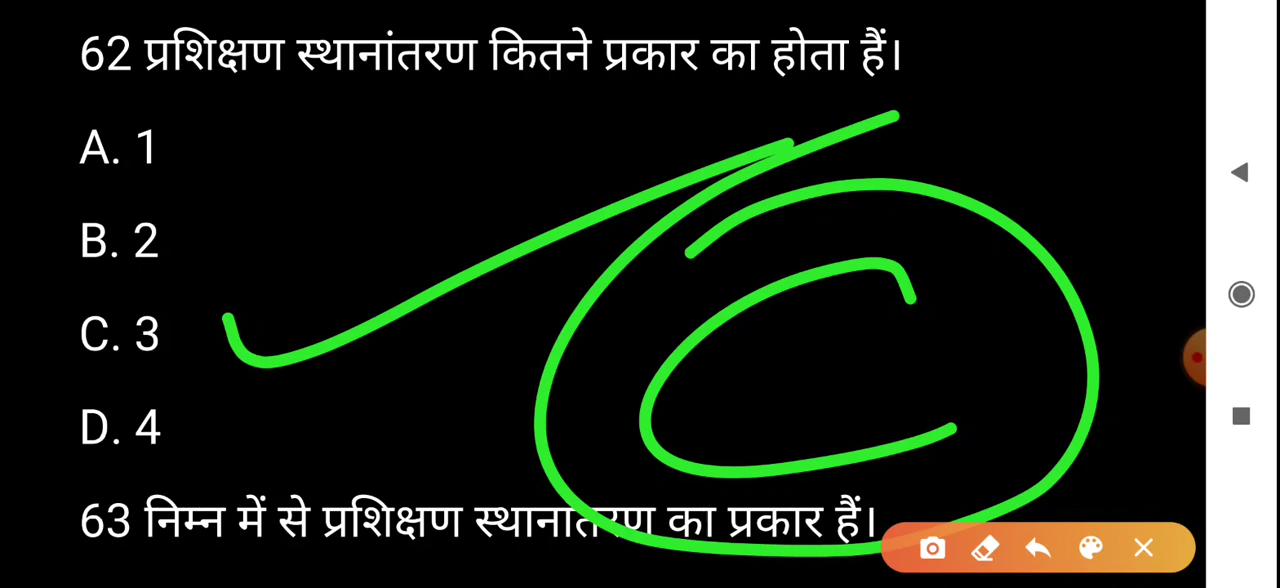 62 प्रशिक्षण स्थानांतरण कितने प्रकार का होता हैं।
A. 1
B. 2
C. 3
C
D. 4
63 निम्न में से प्रशिक्षण स्थानांतरण का प्रकार हैं।